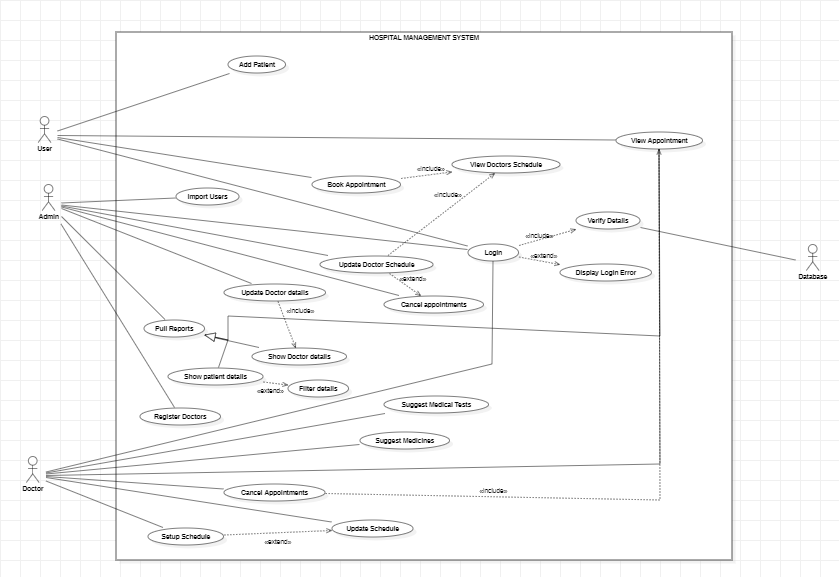 HOSPITAL MANAGEMENT SYSTEM
Add Patient
User
View Appointment
Book Appointment
«include»
View Doctors Schedule
Admin
Import Users
«include»
Verify Details
Login
«include»
«extend»
Display Login Error
Database
Update Doctor Schedule
«extend»
Cancel appointments
Update Doctor details
«include»
Pull Reports
Show Doctor details
Show patient details
«extend»
Filter details
Register Doctors
Suggest Medical Tests
Suggest Medicines
Doctor
Cancel Appointments
«include»
Setup Schedule
«extend»
Update Schedule